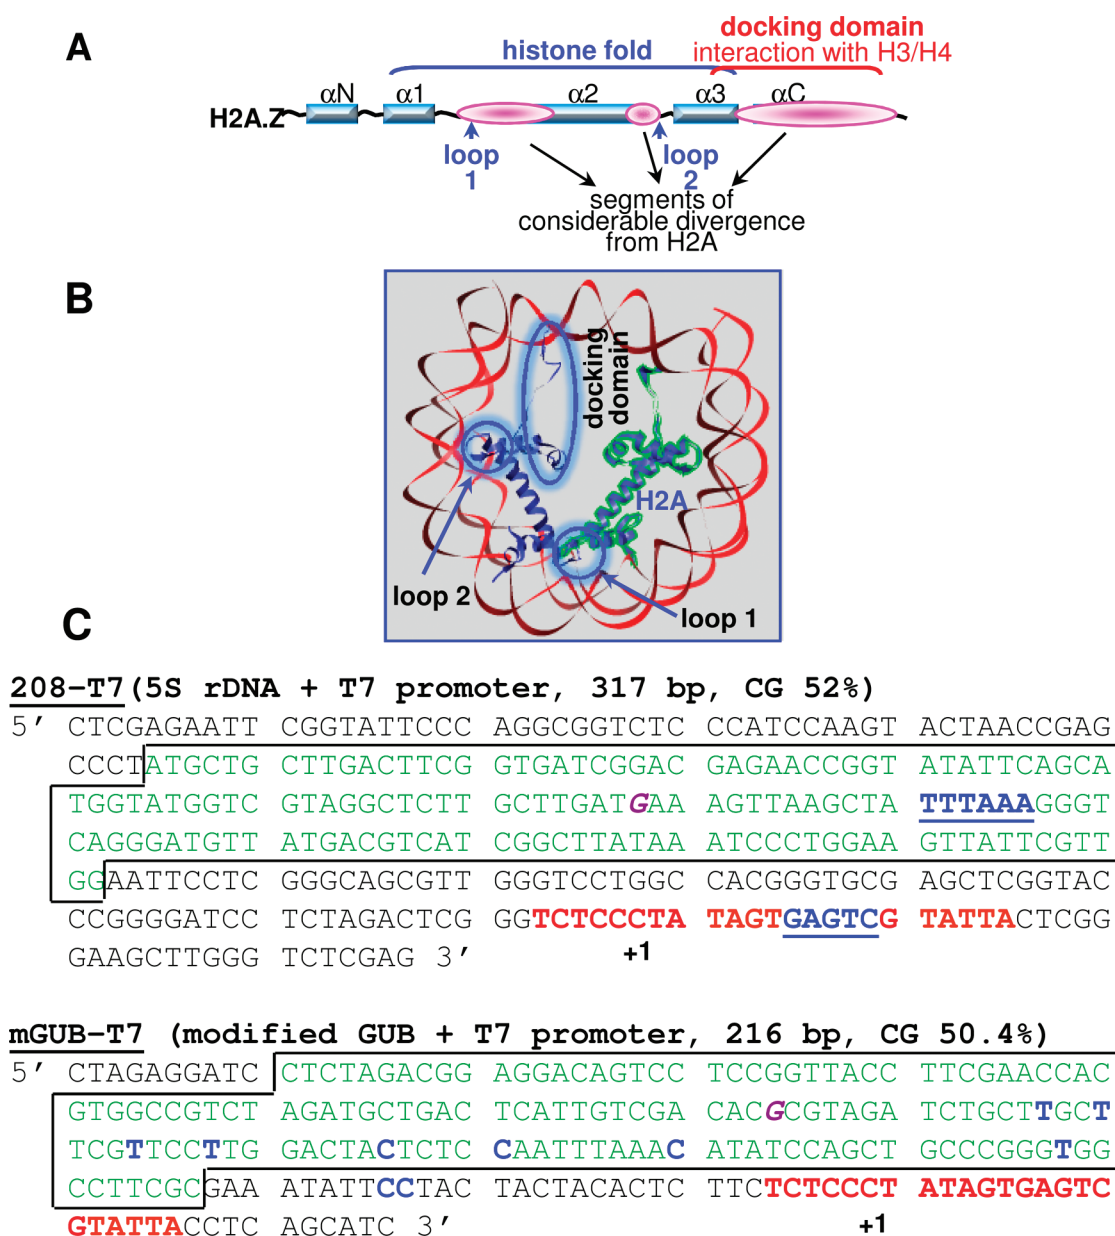 A
docking domain
histone fold
interaction with H3/H4
αN α1 α2 α3 αC
H2A.Z
loop 1
loop 2
segments of
considerable divergence
from H2A
B
docking
domain
H2A
loop 2
loop 1
C
208-T7(5S rDNA + T7 promoter, 317 bp, CG 52%)
5′ CTCGAGAATT CGGTATTCCC AGGCGGTCTC CCATCCAAGT ACTAACCGAG
CCCTATGCTG CTTGACTTCG GTGATCGGAC GAGAACCGGT ATATTCAGCA
TGGTATGGTC GTAGGCTCTT GCTTGATGAA AGTTAAGCTA TTTAAAGGGT
CAGGGATGTT ATGACGTCAT CGGCTTATAA ATCCCTGGAA GTTATTCGTT
GGAATTCCTC GGGCAGCGTT GGGTCCTGGC CACGGGTGCG AGCTCGGTAC
CCGGGGATCC TCTAGACTCG GGTCTCCCTA TAGTGAGTCG TATTACTCGG
GAAGCTTGGG TCTCGAG 3′
+1
mGUB-T7 (modified GUB + T7 promoter, 216 bp, CG 50.4%)
5′ CTAGAGGATC CTCTAGACGG AGGACAGTCC TCCGGTTACC TTCGAACCAC
GTGGCCGTCT AGATGCTGAC TCATTGTCGA CACGCGTAGA TCTGCTTGCT
TCGTTCCTTG GACTACTCTC CAATTTAAAC ATATCCAGCT GCCCGGGTGG
CCTTCGCGAA ATATTCCTAC TACTACACTC TTCTCTCCCT ATAGTGAGTC
GTATTACCTC AGCATC 3′
+1